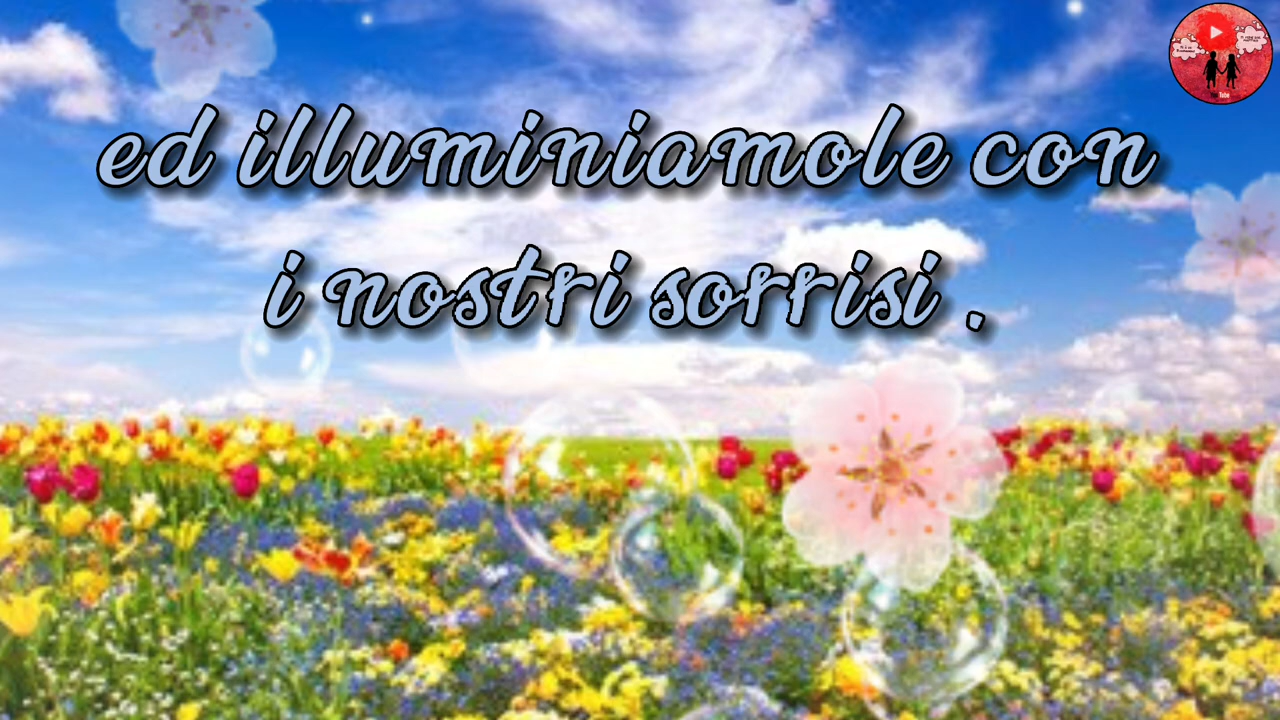 ed illuminiamole con
i nostri sorrisi .